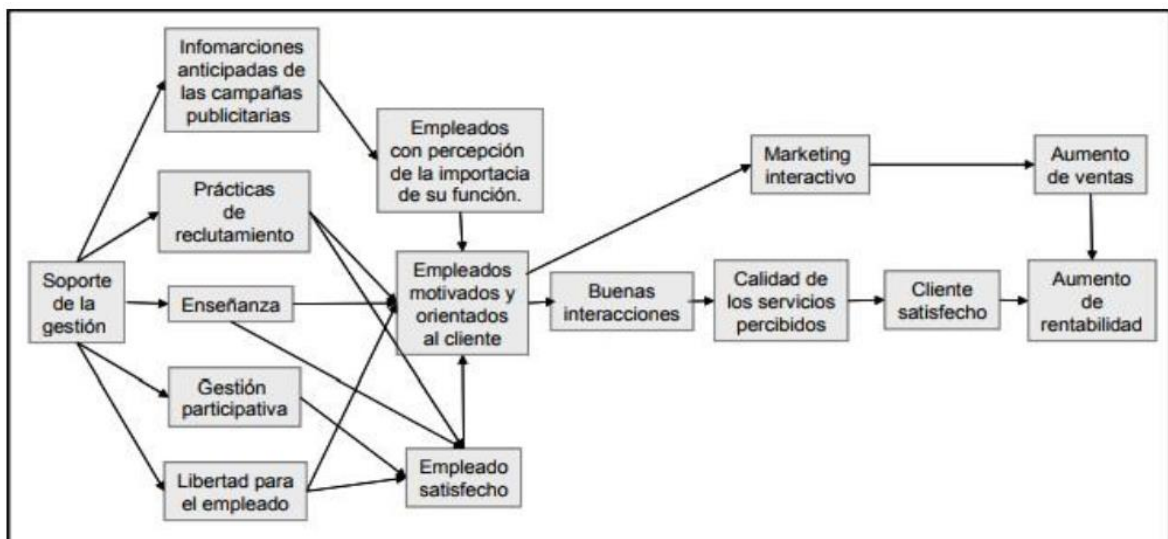 Infomarciones
anticipadas de
las campañas
publicitarias
Empleados
con percepción
de la importacia
de su función.
Marketing
interactivo
Aumento
de ventas
Prácticas
de
reclutamiento
Soporte
de la
gestión
Enseñanza
Empleados
motivados y
orientados
al cliente
Buenas
interacciones
Calidad de
los servicios
percibidos
Cliente
satisfecho
Aumento
de
rentabilidad
Gestión
participativa
Libertad para
el empleado
Empleado
satisfecho